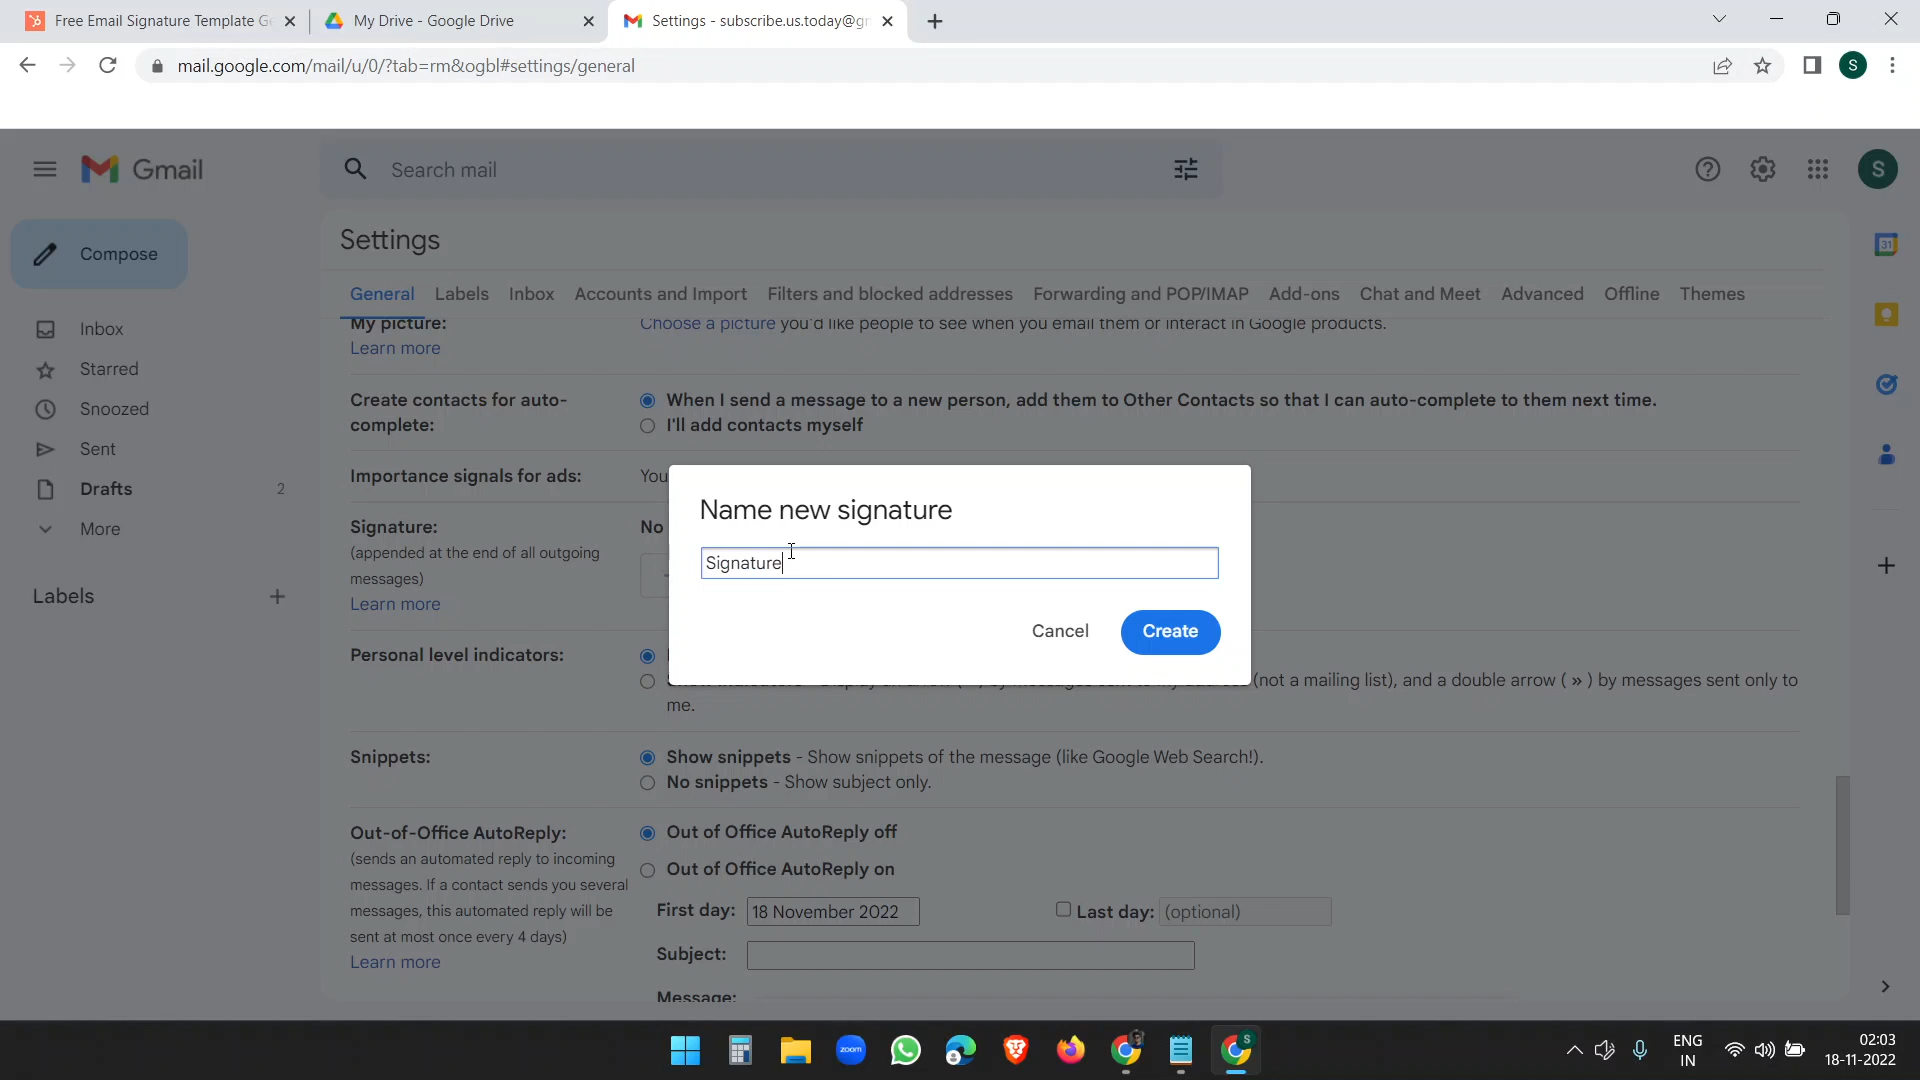 Free Email Signature Template Ge
My Drive - Google Drive
Settings - subscribe.us.today@gm
mail.google.com/mail/u/0/?tab=rm&ogbl#settings/general
S
Gmail
Search mail
S
Compose
Settings
General Labels Inbox Accounts and Import Filters and blocked addresses Forwarding and POP/IMAP Add-ons Chat and Meet Advanced Offline Themes
31
Inbox
Starred
Snoozed
Sent
Drafts 2
More
Labels
My picture:
Learn more
Choose a picture you'd like people to see when you email them or interact in Google products.
Create contacts for auto-
complete:
When I send a message to a new person, add them to Other Contacts so that I can auto-complete to them next time.
I'll add contacts myself
Importance signals for ads:
You
Signature:
(appended at the end of all outgoing
messages)
Learn more
No
Name new signature
Signature
Cancel
Create
Personal level indicators:
(not a mailing list), and a double arrow ( » ) by messages sent only to
me.
Snippets:
Show snippets - Show snippets of the message (like Google Web Search!).
No snippets - Show subject only.
Out-of-Office AutoReply:
(sends an automated reply to incoming
messages. If a contact sends you several
messages, this automated reply will be
sent at most once every 4 days)
Learn more
Out of Office AutoReply off
Out of Office AutoReply on
First day: 18 November 2022
Last day: (optional)
Subject:
Message:
zoom
S
ENG
IN
02:03
18-11-2022